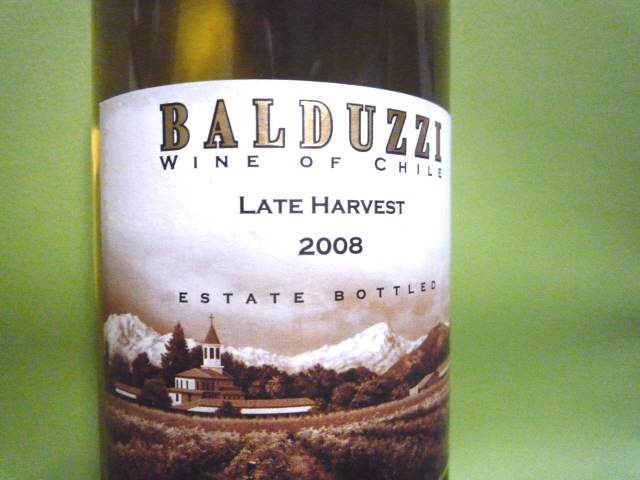 BALDUZZI
WINE OF CHILE
LATE HARVEST
2008
ESTATE BOTTLED